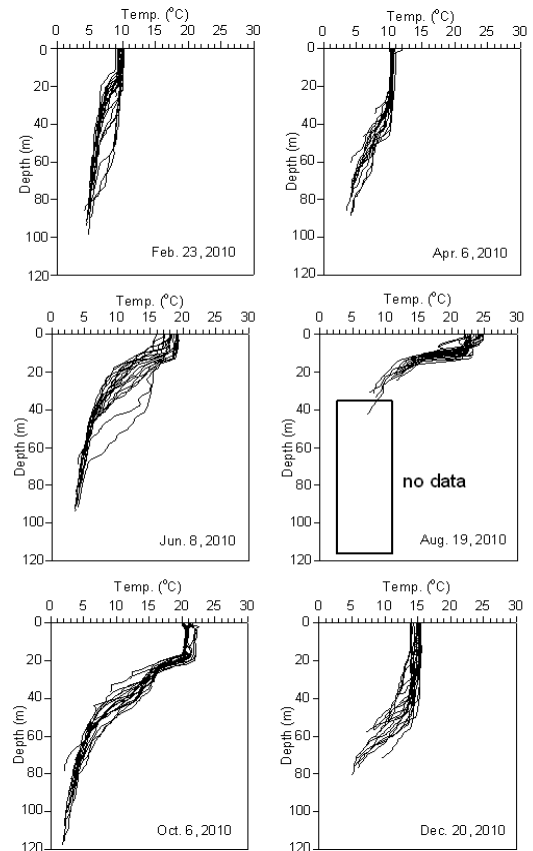 Temp. (°C)
0 5 10 15 20 25 30
0
20
40
60
80
100
120
Depth (m)
Feb. 23, 2010
Temp. (°C)
0 5 10 15 20 25 30
0
20
40
60
80
100
120
Depth (m)
Apr. 6, 2010
Temp. (°C)
0 5 10 15 20 25 30
0
20
40
60
80
100
120
Depth (m)
Jun. 8, 2010
Temp. (°C)
0 5 10 15 20 25 30
0
20
40
60
80
100
120
Depth (m)
no data
Aug. 19, 2010
Temp. (°C)
0 5 10 15 20 25 30
0
20
40
60
80
100
120
Depth (m)
Oct. 6, 2010
Temp. (°C)
0 5 10 15 20 25 30
0
20
40
60
80
100
120
Depth (m)
Dec. 20, 2010